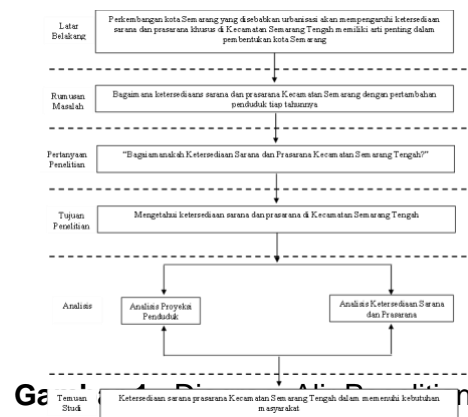 Latar
Belakang
Perkembangan kota Semarang yang disebabkan urbanisasi akan mempengaruhi ketersediaan
sarana dan prasarana khusus di Kecamatan Semarang Tengah memiliki arti penting dalam
pembentukan kota Semarang
Rumusan
Masalah
Bagaimana ketersediaans sarana dan prasarana Kecamatan Semarang dengan pertambahan
penduduk tiap tahunnya
Pertanyaan
Penelitian
"Bagaiamanakah Ketersediaan Sarana dan Prasarana Kecamatan Semarang Tengah?"
Tujuan
Penelitian
Mengetahui ketersediaan sarana dan prasarana di Kecamatan Semarang Tengah
Analisis
Analisis Proyeksi
Penduduk
Analisis Ketersediaan Sarana
dan Prasarana
Temuan
Studi
Ketersediaan sarana prasarana Kecamatan Semarang Tengah dalam memenuhi kebutuhan
masyarakat